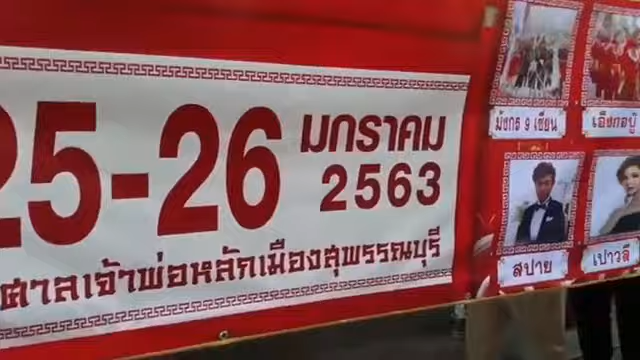 25-26
มกราคม
2563
ศาลเจ้าพ่อหลักเมืองสุพรรณบุรี
มังกร 9 เซียน
เอ็งกอบู๊
สปาย
เปาวลี